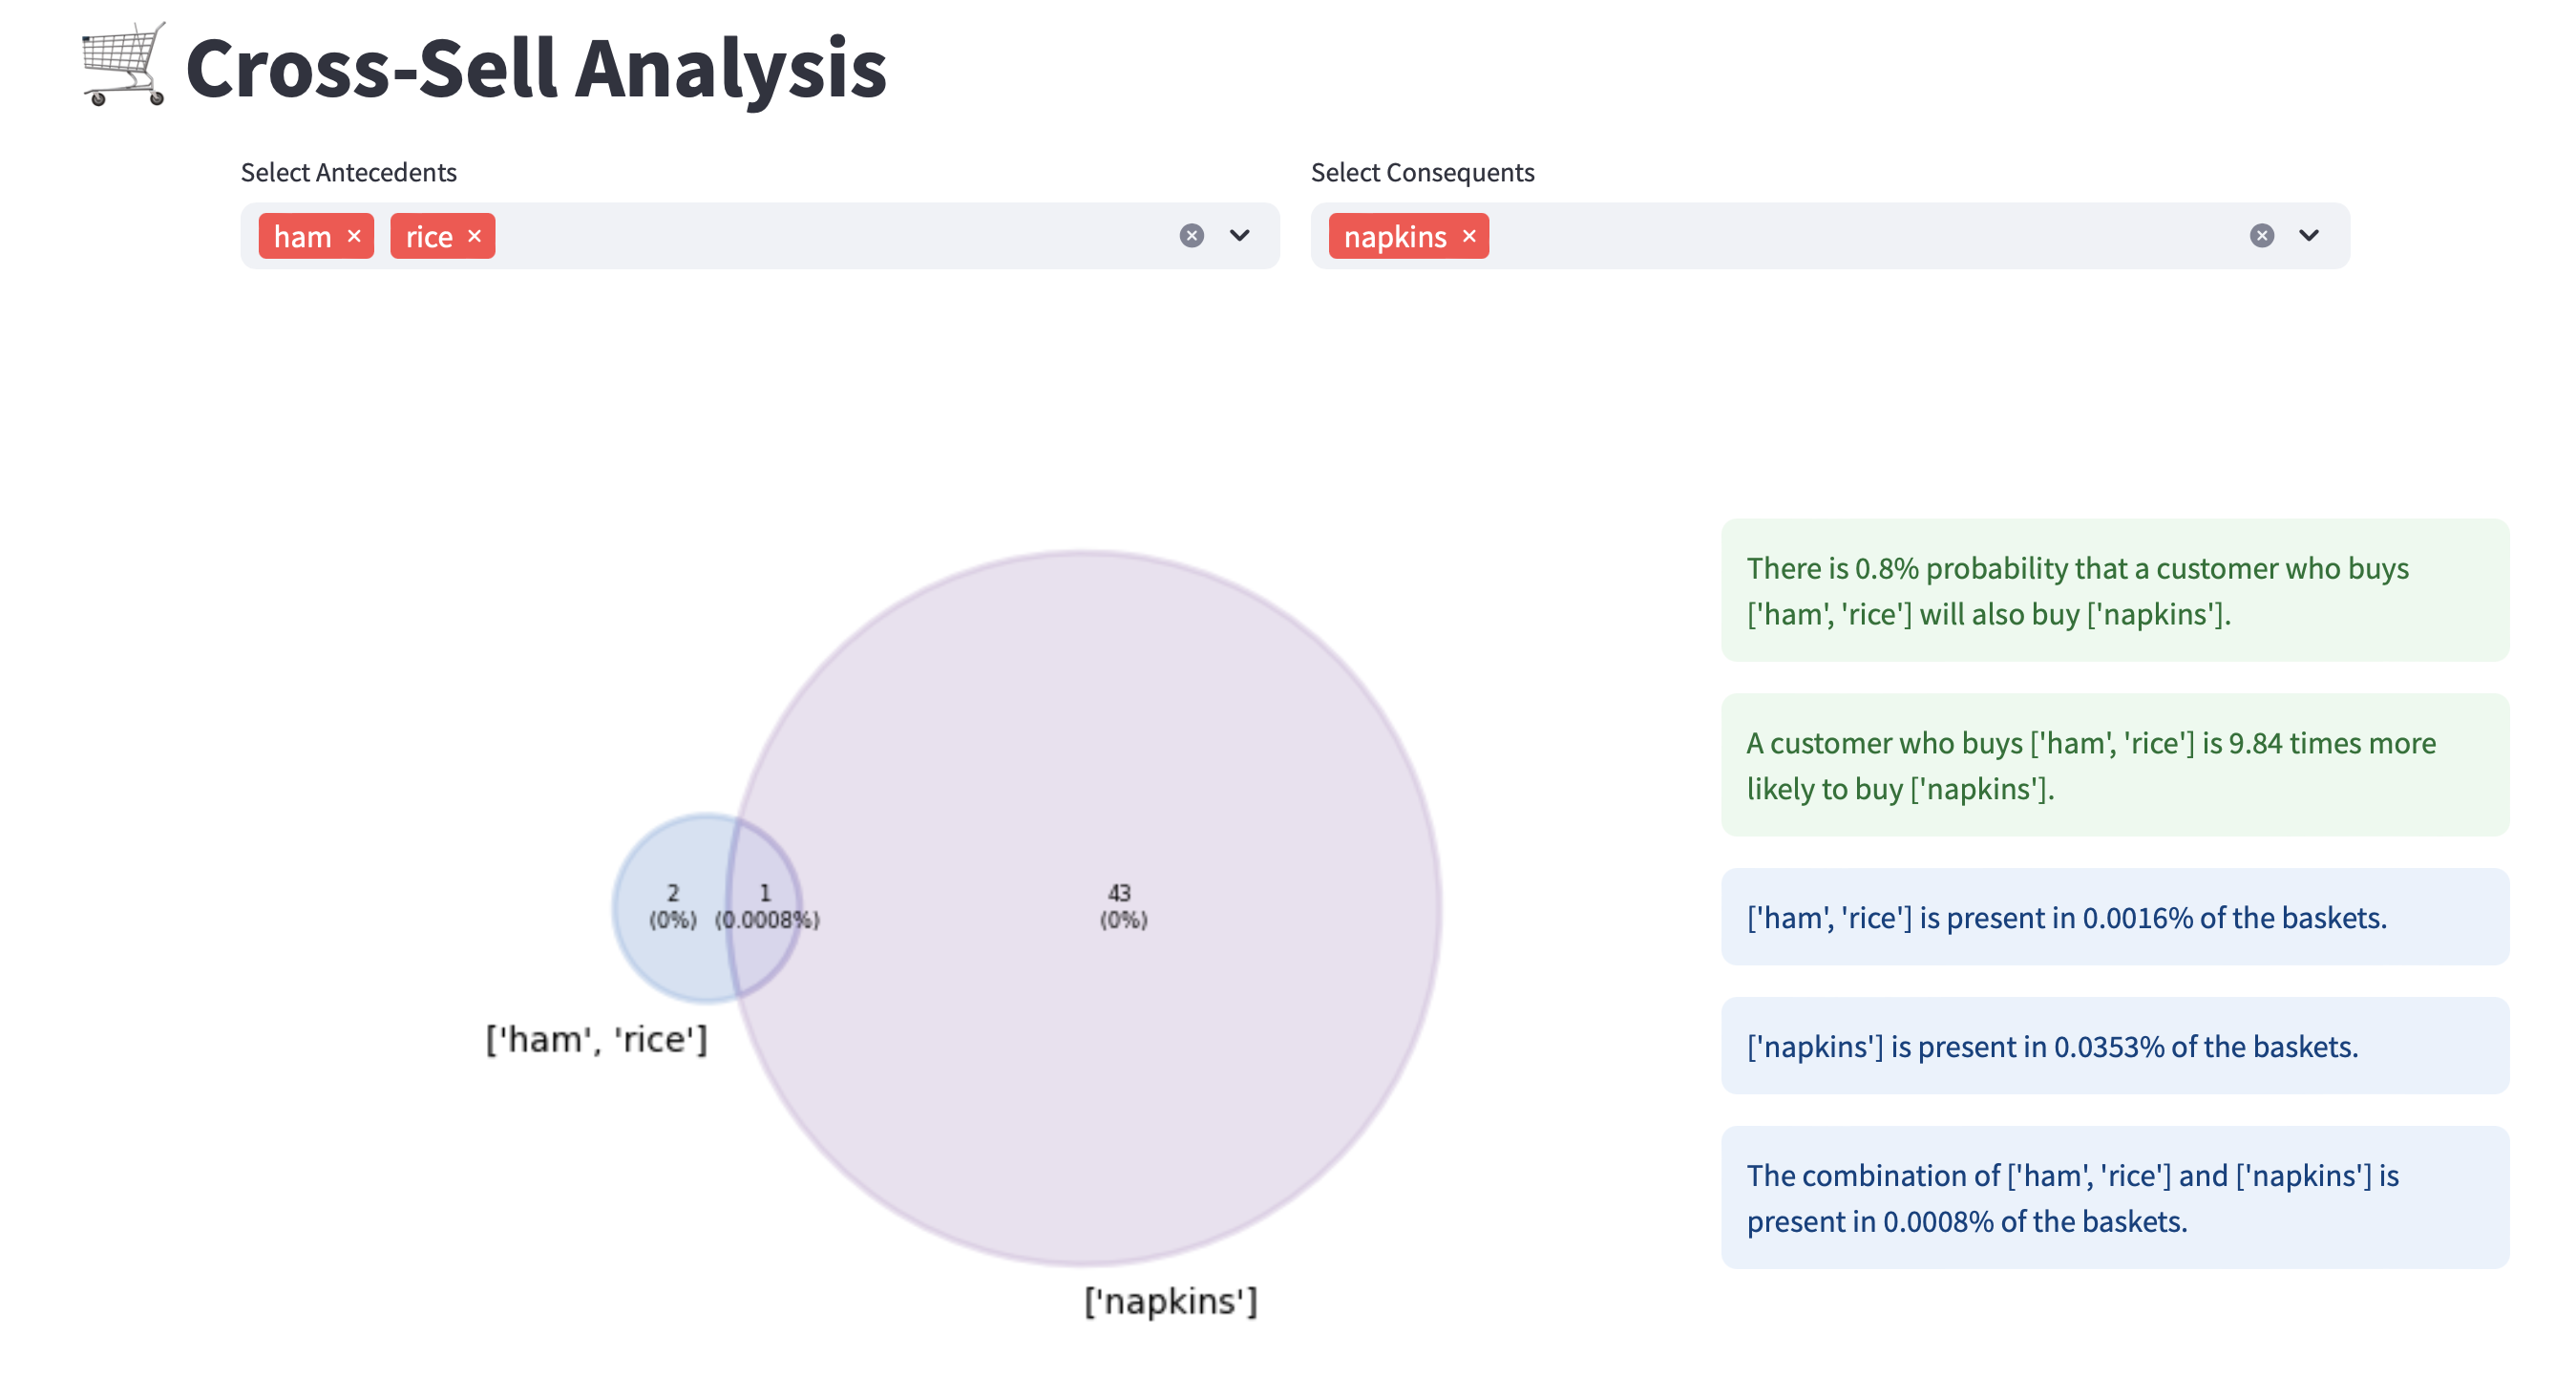 Cross-Sell Analysis
Select Antecedents
ham × rice ×
Select Consequents
napkins ×
There is 0.8% probability that a customer who buys
['ham', 'rice'] will also buy ['napkins'].
A customer who buys ['ham', 'rice'] is 9.84 times more
likely to buy ['napkins'].
['ham', 'rice'] is present in 0.0016% of the baskets.
['napkins'] is present in 0.0353% of the baskets.
The combination of ['ham', 'rice'] and ['napkins'] is
present in 0.0008% of the baskets.
2
(0%)
1
(0.0008%)
43
(0%)
['ham', 'rice']
['napkins']